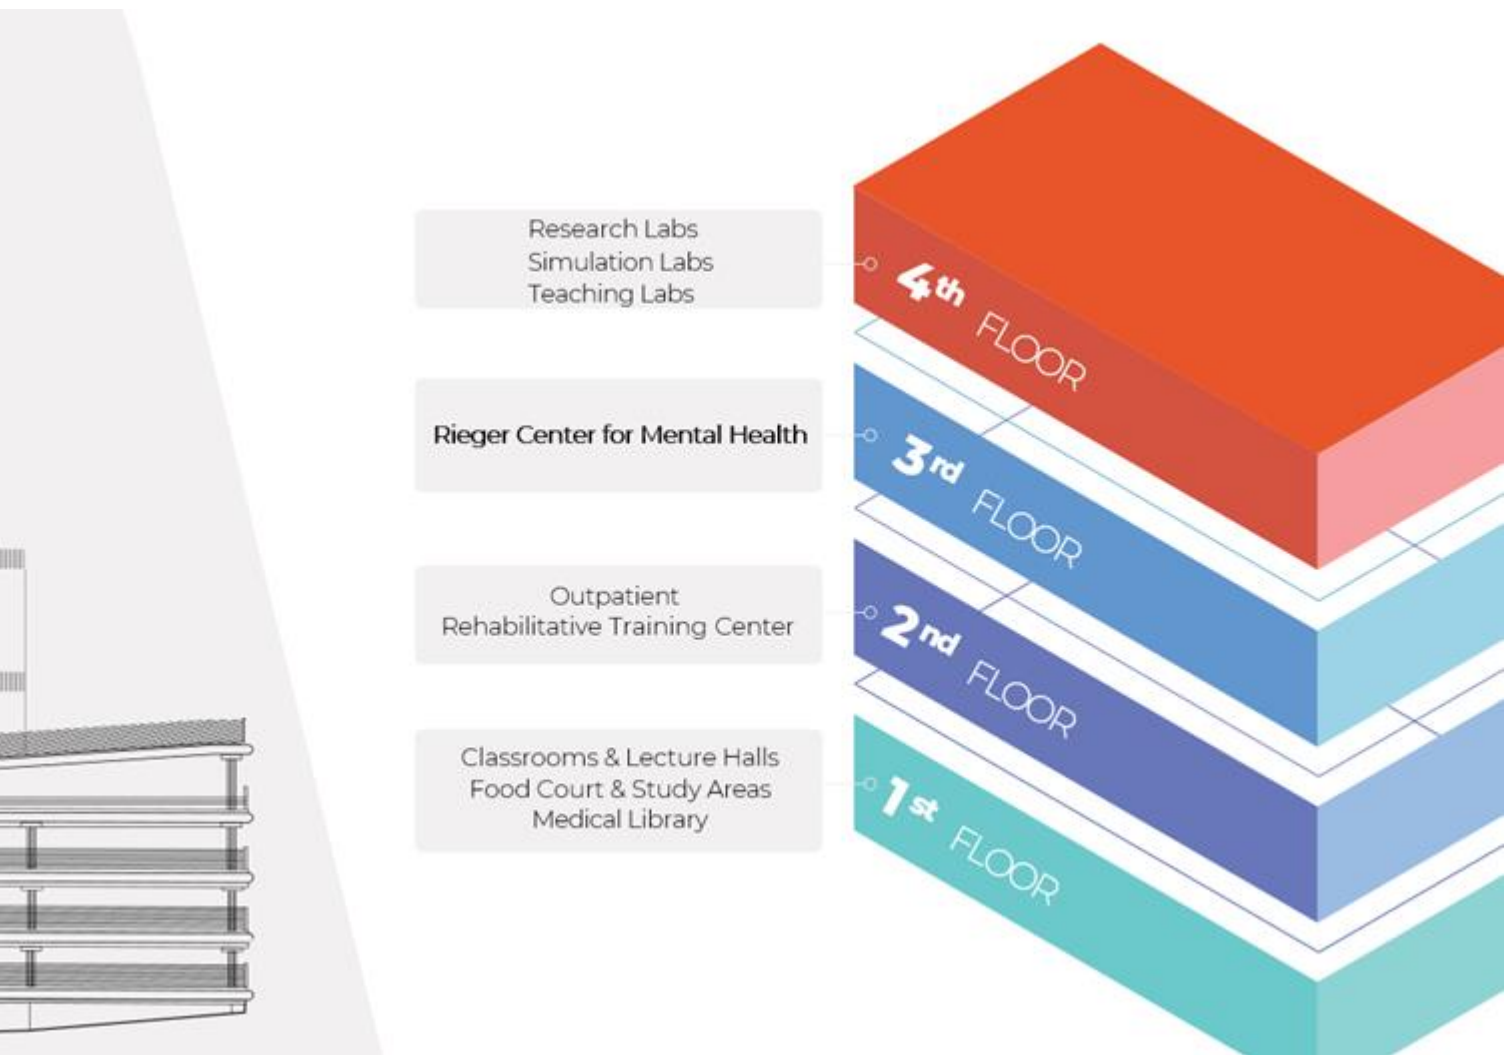 Research Labs
Simulation Labs
Teaching Labs
4th FLOOR
Rieger Center for Mental Health
3rd FLOOR
Outpatient
Rehabilitative Training Center
2nd FLOOR
Classrooms & Lecture Halls
Food Court & Study Areas
Medical Library
1st FLOOR